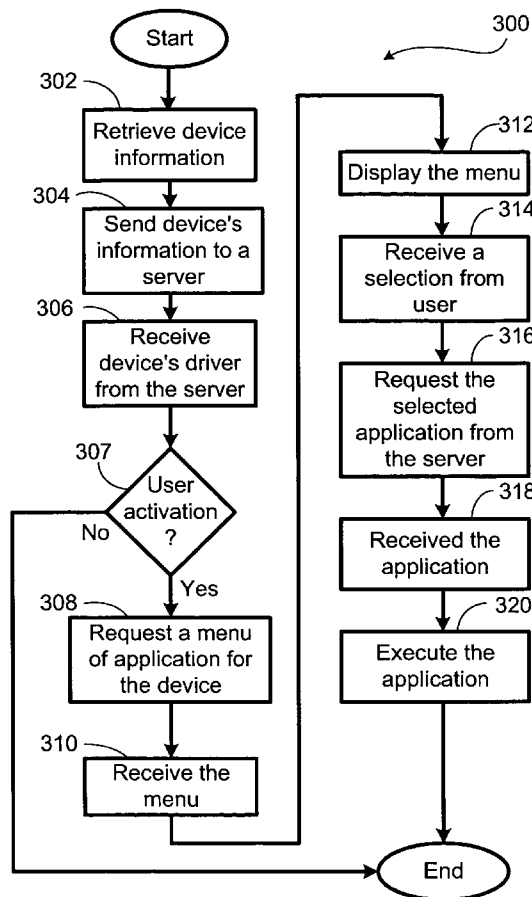 Start
302
Retrieve device
information
304
Send device's
information to a
server
306
Receive
device's driver
from the server
307
User
activation
?
No
Yes
308
Request a menu
of application for
the device
310
Receive the
menu
300
312
Display the menu
314
Receive a
selection from
user
316
Request the
selected
application from
the server
318
Received the
application
320
Execute the
application
End